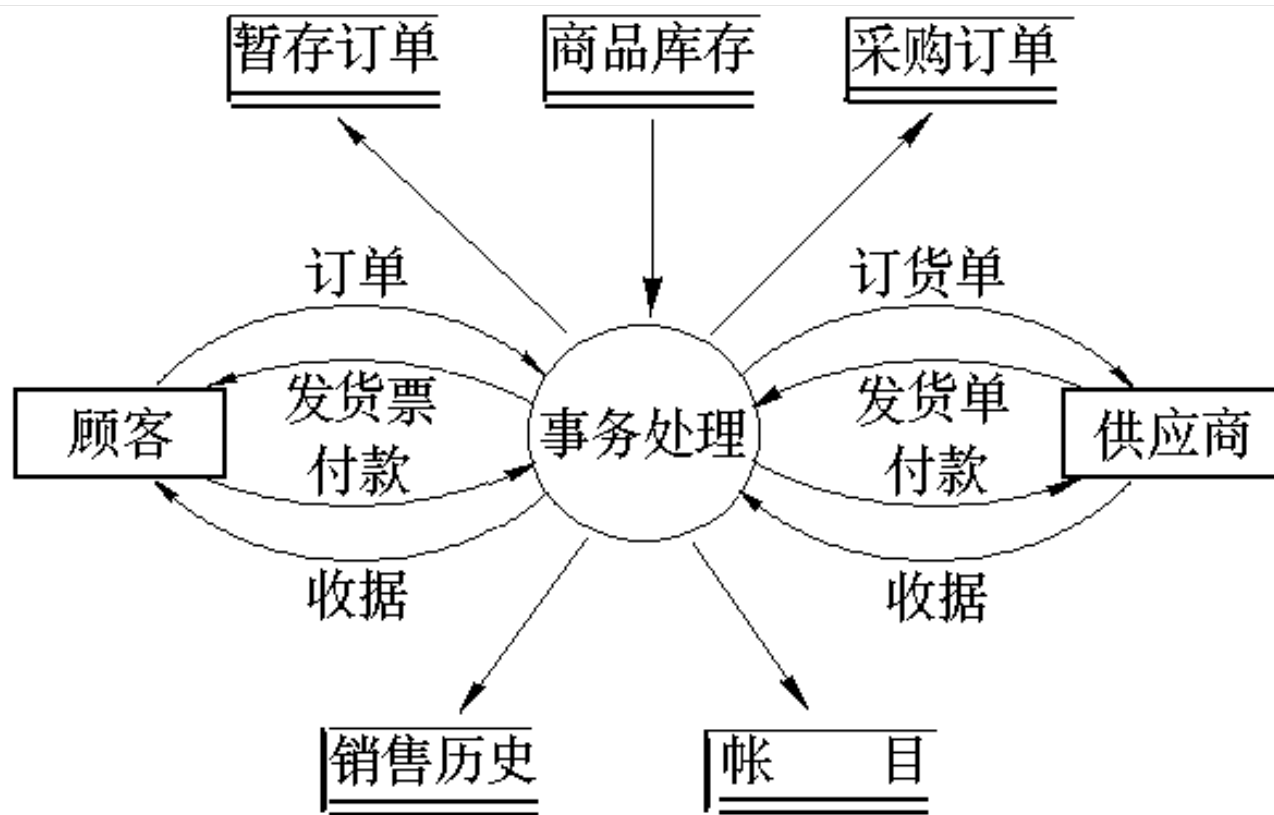 暂存订单
商品库存
采购订单
订单
订货单
发货票
发货单
顾客
事务处理
供应商
付款
付款
收据
收据
销售历史
帐 目